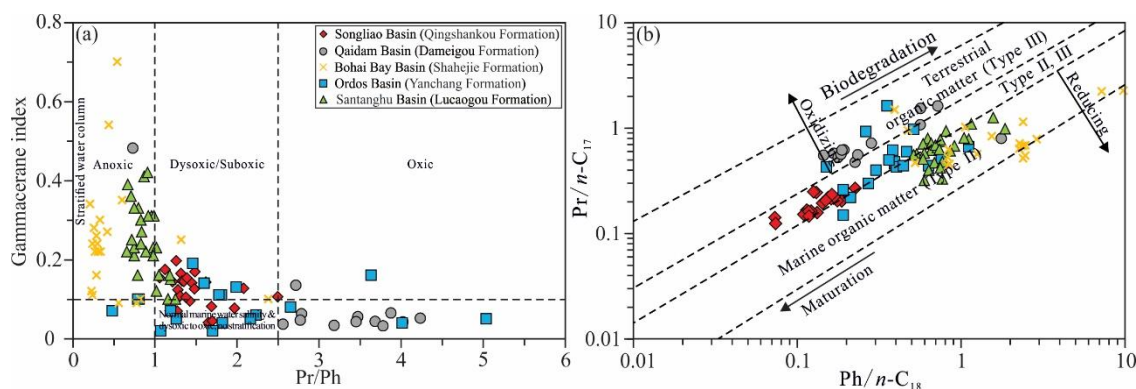 (a)
Songliao Basin (Qingshankou Formation)
Qaidam Basin (Dameigou Formation)
Bohai Bay Basin (Shahejie Formation)
Ordos Basin (Yanchang Formation)
Santanghu Basin (Lucaogou Formation)
0.8
0.6
0.4
0.2
0
Gammacerane index
Stratified water column
Anoxic
Dysoxic/Suboxic
Oxic
Normal marine water salinity &
dysoxic to oxic no stratification
0 1 2 3 4 5 6
Pr/Ph
(b)
10
1
0.1
0.01
Pr/n-C17
Biodegradation
Oxidizing
Terrestrial
organic matter (Type III)
Type II, III
Reducing
Marine organic matter (Type II)
Maturation
0.01 0.1 1 10
Ph/n-C18